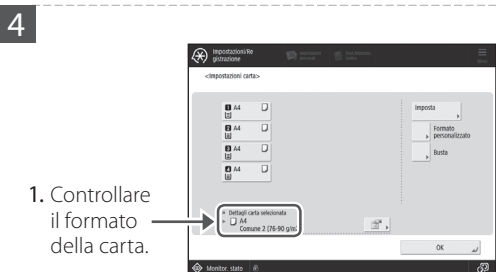 4
Impostazioni/Re
gistrazione
Menu
<Impostazioni carta>
1 A4
2 A4
3 A4
4 A4
Imposta
Formato
personalizzato
Busta
1. Controllare
il formato
della carta.
Dettagli carta selezionata
A4
Comune 2 (76-90 g/m
OK
Monitor. stato